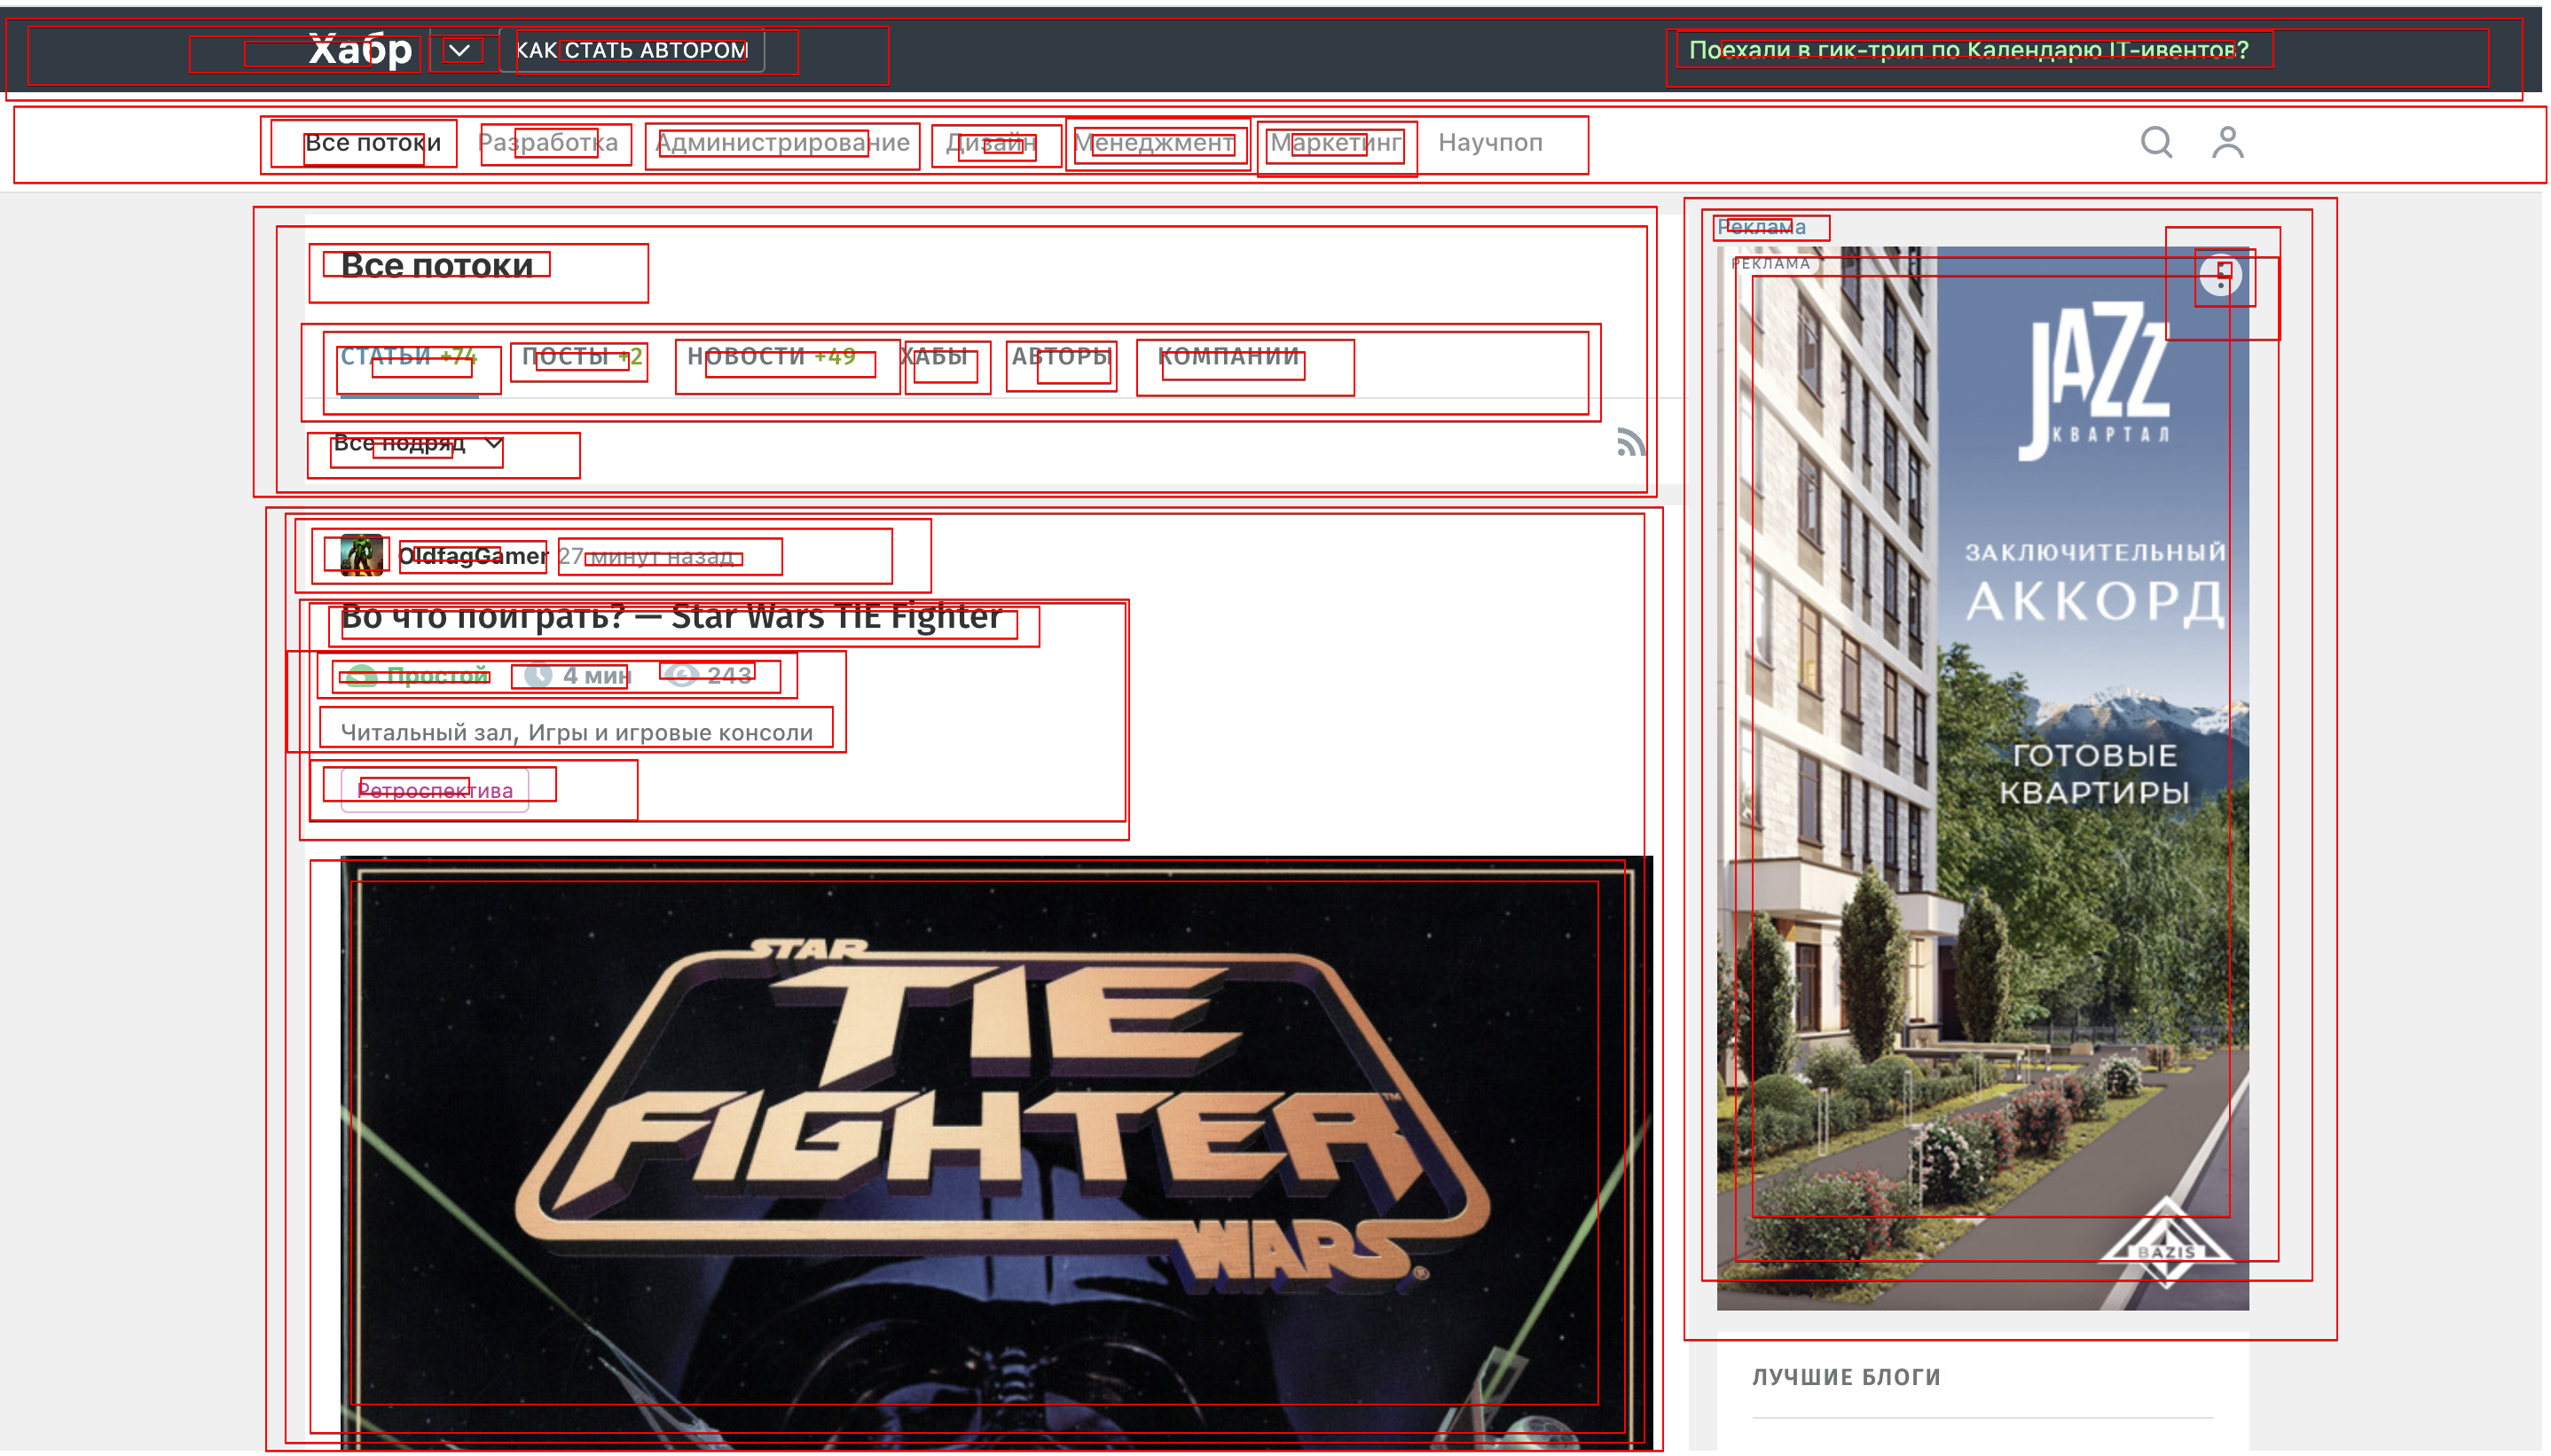 Хабр
КАК СТАТЬ АВТОРОМ
Поехали в гик-трип по Календарю IT-ивентов?
Все потоки Разработка Администрирование Дизайн Менеджмент Маркетинг Научпоп
Все потоки
СТАТЬИ +74 ПОСТЫ +2 НОВОСТИ +49 ХАБЫ АВТОРЫ КОМПАНИИ
Все подряд
OldfagGamer 27 минут назад
Во что поиграть? — Star Wars TIE Fighter
Простой 4 мин 243
Читальный зал, Игры и игровые консоли
Ретроспектива
STAR
TIE
FIGHTER™
WARS®
Реклама
РЕКЛАМА
JAZZ
КВАРТАЛ
ЗАКЛЮЧИТЕЛЬНЫЙ
АККОРД
ГОТОВЫЕ
КВАРТИРЫ
BAZIS
ЛУЧШИЕ БЛОГИ